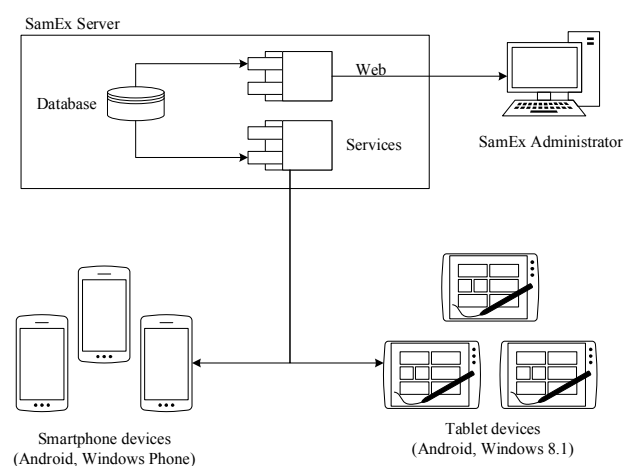 SamEx Server
Web
Database
SamEx Administrator
Services
Smartphone devices
(Android, Windows Phone)
Tablet devices
(Android, Windows 8.1)